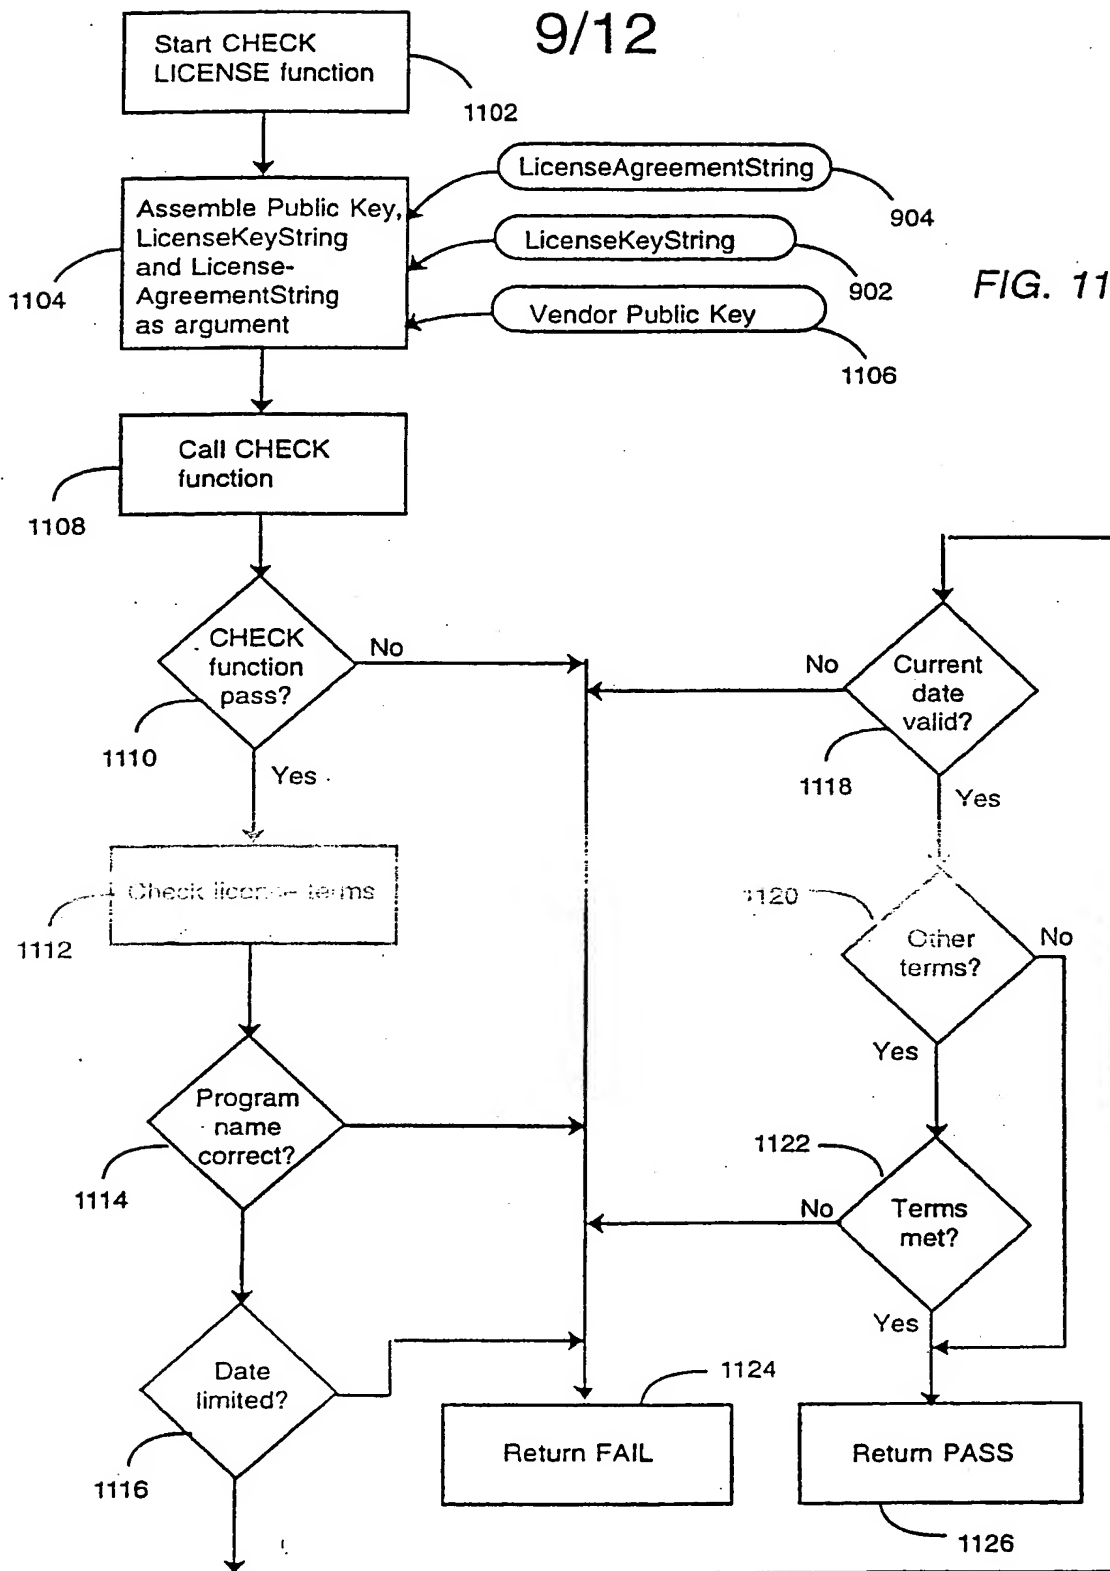 9/12
Start CHECK
LICENSE function
1102
LicenseAgreementString
904
Assemble Public Key,
LicenseKeyString
and License-
AgreementString
as argument
1104
LicenseKeyString
902
FIG. 11
Vendor Public Key
1106
Call CHECK
function
1108
CHECK
function
pass?
No
1110
Yes
No
Current
date
valid?
1118
Yes
Check license terms
1112
1120
Other
terms?
No
Yes
Program
name
correct?
1114
1122
No
Terms
met?
Yes
Date
limited?
1116
1124
Return FAIL
Return PASS
1126